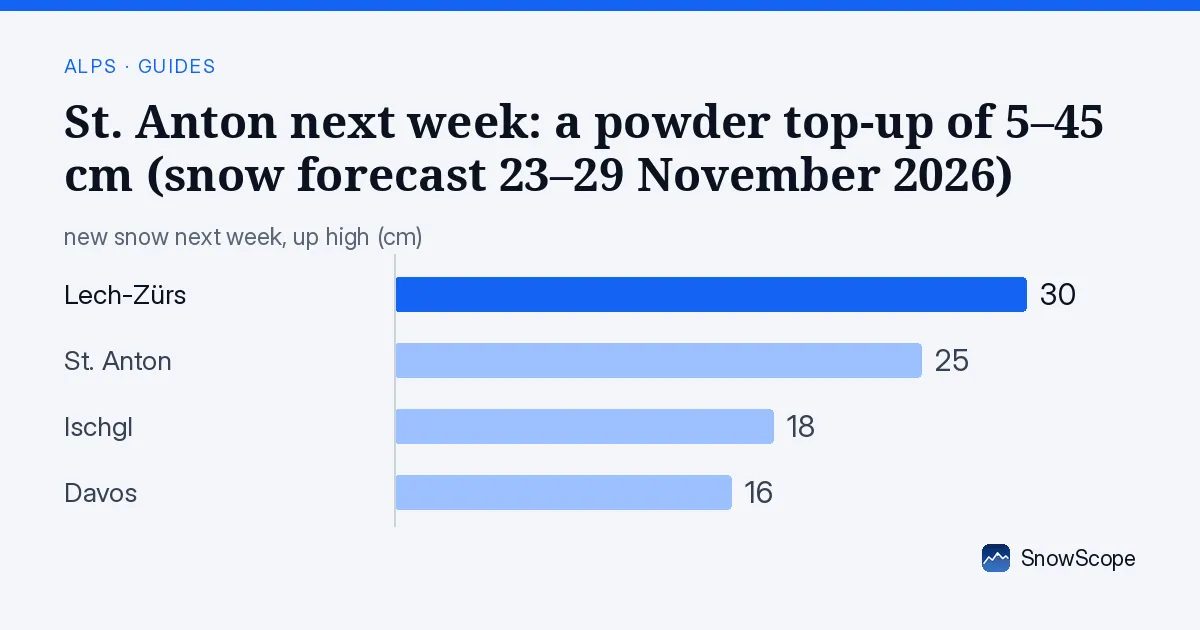 ALPS · GUIDES
St. Anton next week: a powder top-up of 5–45
cm (snow forecast 23–29 November 2026)
new snow next week, up high (cm)
Lech-Zürs 30
St. Anton 25
Ischgl 18
Davos 16
SnowScope